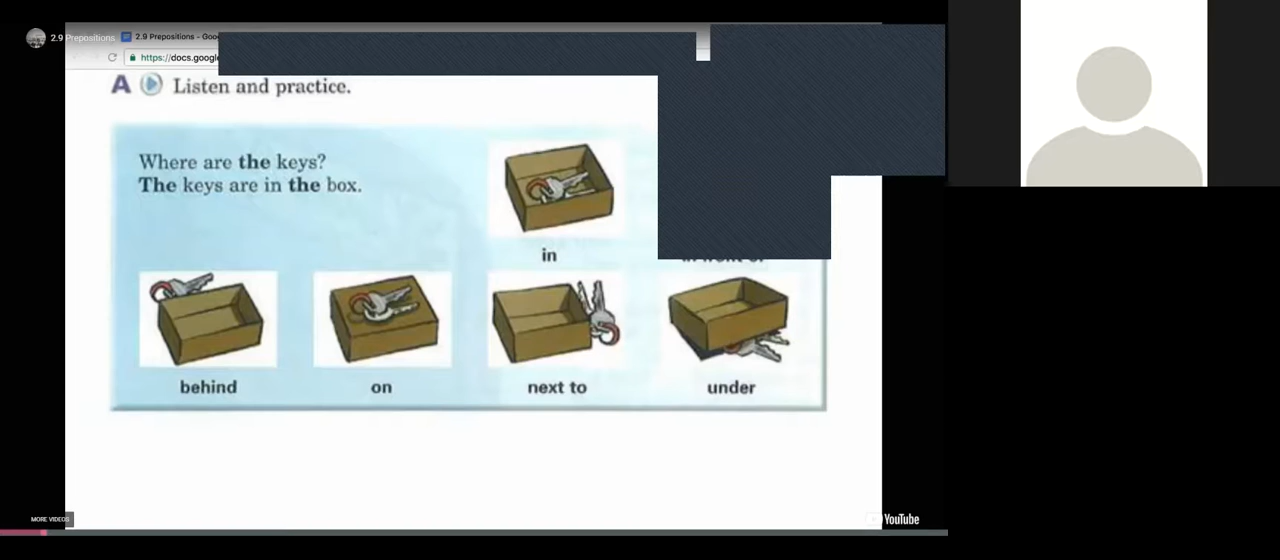 2.9 Prepositions
2.9 Prepositions - Goo
https://docs.googl
A Listen and practice.
Where are the keys?
The keys are in the box.
in
behind
on
next to
under
MORE VIDEOS
YouTube